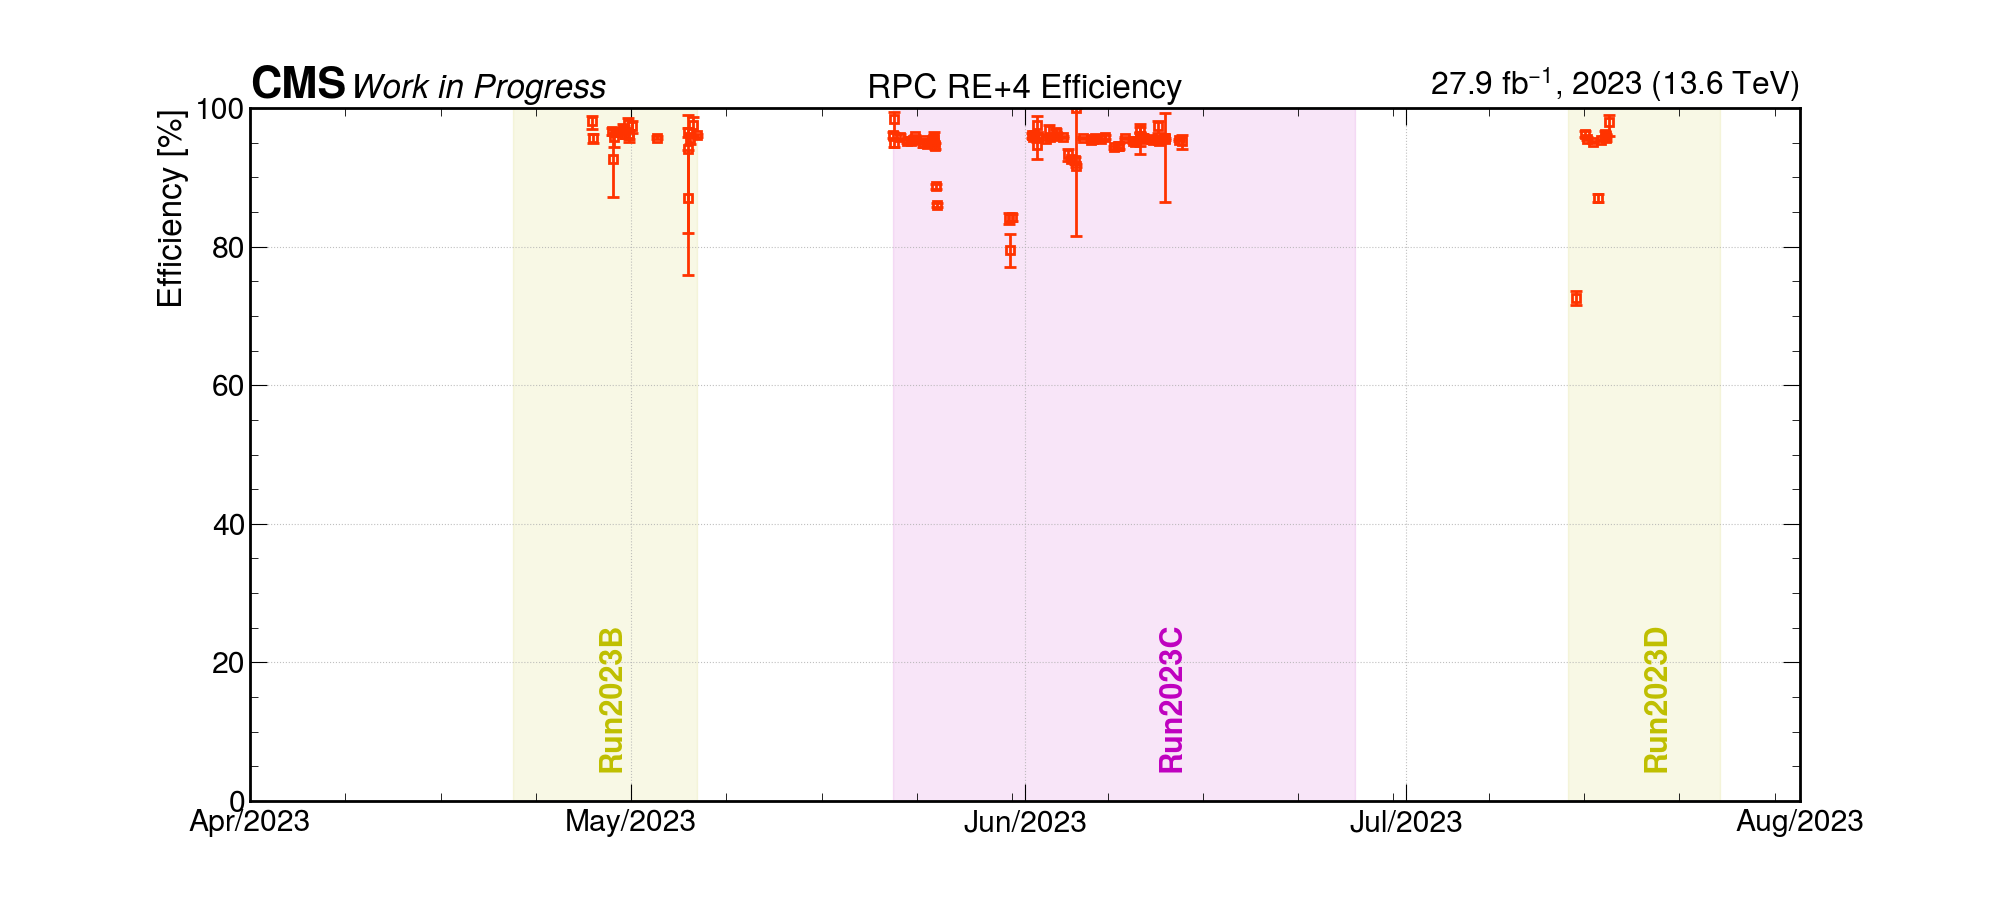 CMS Work in Progress
RPC RE+4 Efficiency
27.9 fb⁻¹, 2023 (13.6 TeV)
Efficiency [%]
100
80
60
40
20
0
Run2023B
Run2023C
Run2023D
Apr/2023
May/2023
Jun/2023
Jul/2023
Aug/2023